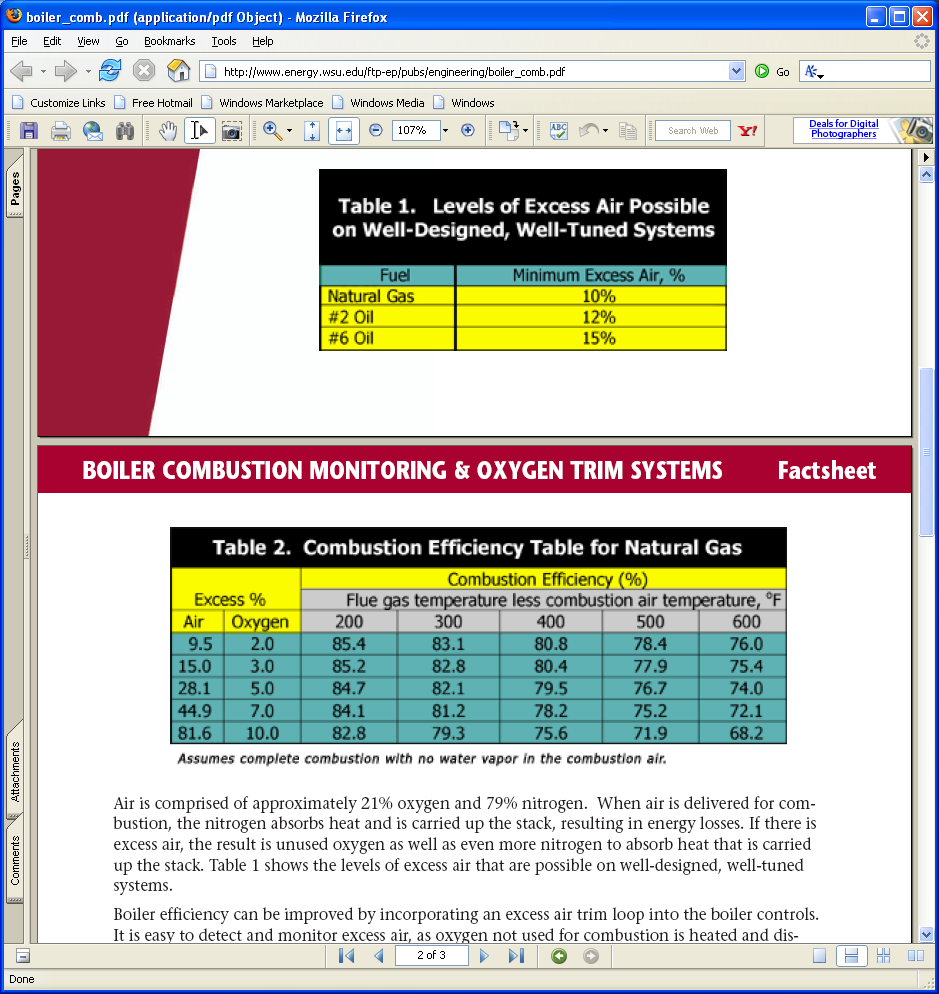 boiler_comb.pdf (application/pdf Object) - Mozilla Firefox
File Edit View Go Bookmarks Tools Help
http://www.energy.wsu.edu/ftp-ep/pubs/engineering/boiler_comb.pdf Go
Customize Links Free Hotmail Windows Marketplace Windows Media Windows
107% ABC Search Web Y! Deals for Digital
Photographers
Pages
Table 1. Levels of Excess Air Possible
on Well-Designed, Well-Tuned Systems
Fuel Minimum Excess Air, %
Natural Gas 10%
#2 Oil 12%
#6 Oil 15%
BOILER COMBUSTION MONITORING & OXYGEN TRIM SYSTEMS Factsheet
Table 2. Combustion Efficiency Table for Natural Gas
Combustion Efficiency (%)
Excess % Flue gas temperature less combustion air temperature, °F
Air Oxygen 200 300 400 500 600
9.5 2.0 85.4 83.1 80.8 78.4 76.0
15.0 3.0 85.2 82.8 80.4 77.9 75.4
28.1 5.0 84.7 82.1 79.5 76.7 74.0
44.9 7.0 84.1 81.2 78.2 75.2 72.1
81.6 10.0 82.8 79.3 75.6 71.9 68.2
Assumes complete combustion with no water vapor in the combustion air.
Attachments
Comments
Air is comprised of approximately 21% oxygen and 79% nitrogen. When air is delivered for com-
bustion, the nitrogen absorbs heat and is carried up the stack, resulting in energy losses. If there is
excess air, the result is unused oxygen as well as even more nitrogen to absorb heat that is carried
up the stack. Table 1 shows the levels of excess air that are possible on well-designed, well-tuned
systems.
Boiler efficiency can be improved by incorporating an excess air trim loop into the boiler controls.
It is easy to detect and monitor excess air, as oxygen not used for combustion is heated and dis-
2 of 3
Done